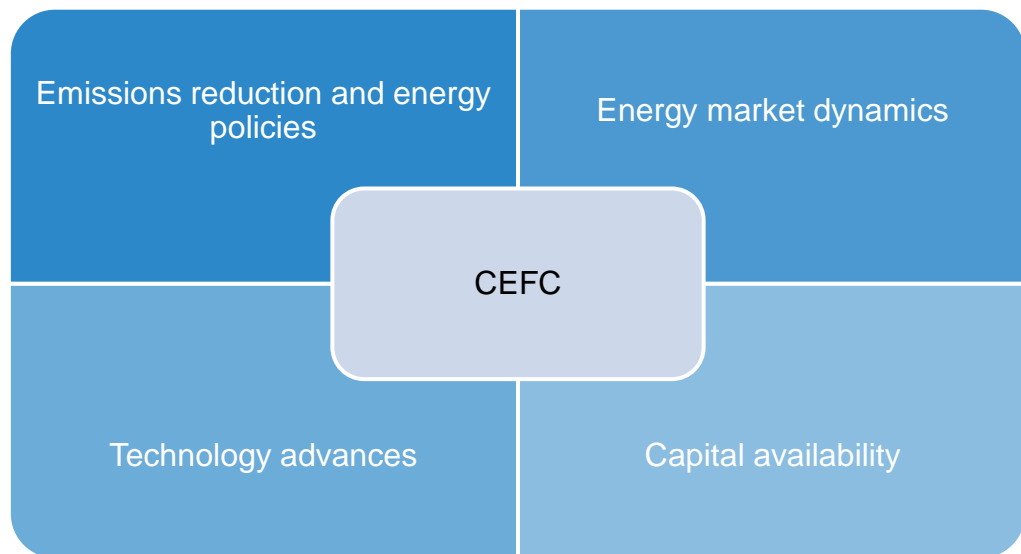 Emissions reduction and energy
policies
Energy market dynamics
CEFC
Technology advances
Capital availability